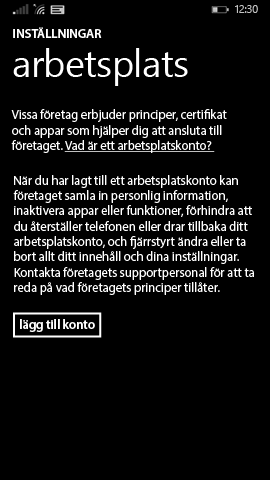 12:30
INSTÄLLNINGAR
arbetsplats
Vissa företag erbjuder principer, certifikat
och appar som hjälper dig att ansluta till
företaget. Vad är ett arbetsplatskonto?
När du har lagt till ett arbetsplatskonto kan
företaget samla in personlig information,
inaktivera appar eller funktioner, förhindra att
du återställer telefonen eller drar tillbaka ditt
arbetsplatskonto, och fjärrstyrt ändra eller ta
bort allt ditt innehåll och dina inställningar.
Kontakta företagets supportpersonal för att ta
reda på vad företagets principer tillåter.
lägg till konto